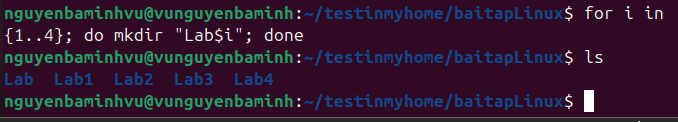 nguyenbaminhvu@vunguyenbaminh:~/testinmyhome/baitapLinux$ for i in
{1..4}; do mkdir "Lab$i"; done
nguyenbaminhvu@vunguyenbaminh:~/testinmyhome/baitapLinux$ ls
Lab  Lab1  Lab2  Lab3  Lab4
nguyenbaminhvu@vunguyenbaminh:~/testinmyhome/baitapLinux$